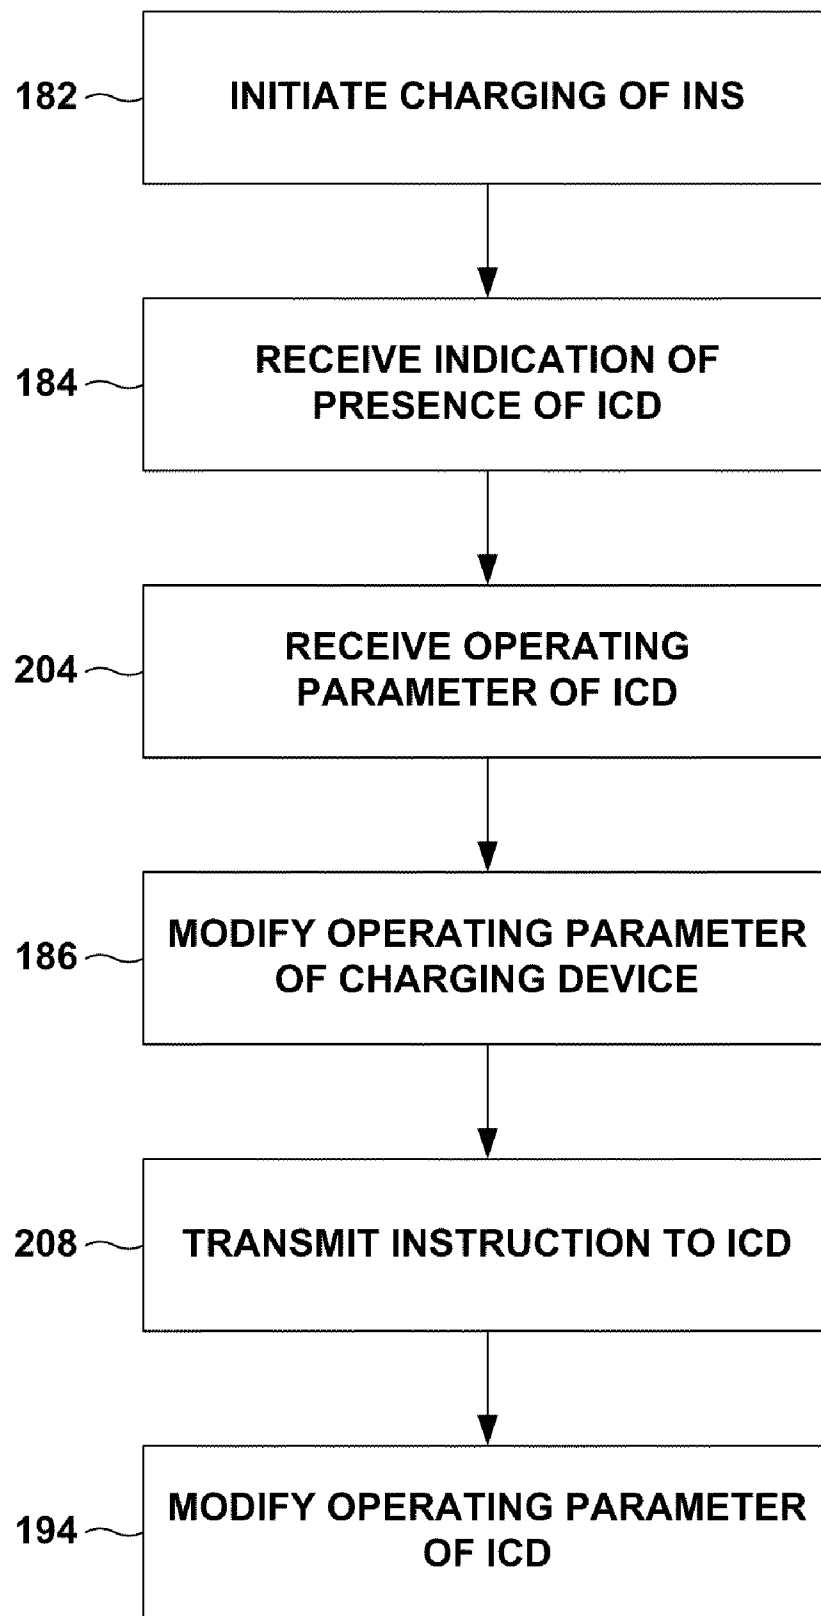 182
INITIATE CHARGING OF INS
184
RECEIVE INDICATION OF
PRESENCE OF ICD
204
RECEIVE OPERATING
PARAMETER OF ICD
186
MODIFY OPERATING PARAMETER
OF CHARGING DEVICE
208
TRANSMIT INSTRUCTION TO ICD
194
MODIFY OPERATING PARAMETER
OF ICD